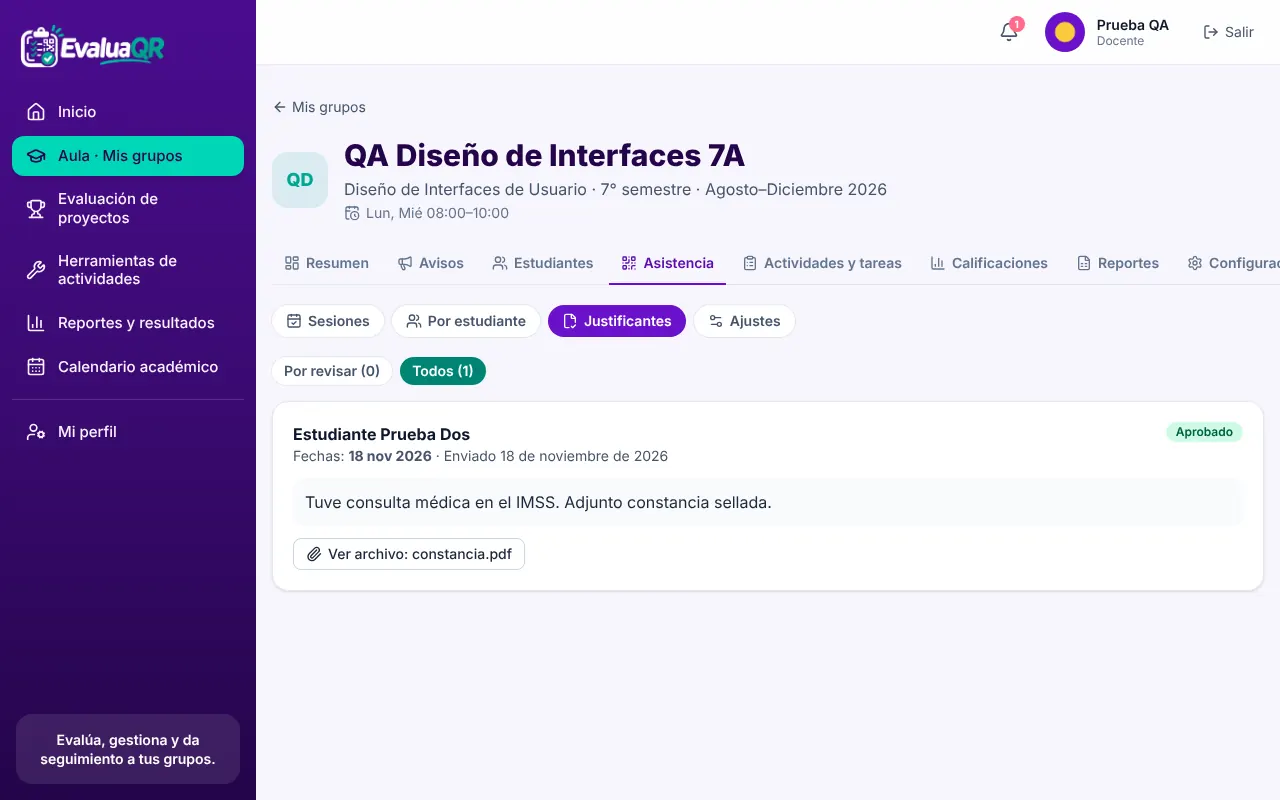 EvaluaQR
1
Prueba QA
Docente
Salir
Inicio
Aula · Mis grupos
Evaluación de
proyectos
Herramientas de
actividades
Reportes y resultados
Calendario académico
Mi perfil
Evalúa, gestiona y da
seguimiento a tus grupos.
Mis grupos
QD
QA Diseño de Interfaces 7A
Diseño de Interfaces de Usuario · 7° semestre · Agosto–Diciembre 2026
Lun, Mié 08:00–10:00
Resumen Avisos Estudiantes Asistencia Actividades y tareas Calificaciones Reportes Configurac
Sesiones Por estudiante Justificantes Ajustes
Por revisar (0) Todos (1)
Estudiante Prueba Dos
Aprobado
Fechas: 18 nov 2026 · Enviado 18 de noviembre de 2026
Tuve consulta médica en el IMSS. Adjunto constancia sellada.
Ver archivo: constancia.pdf